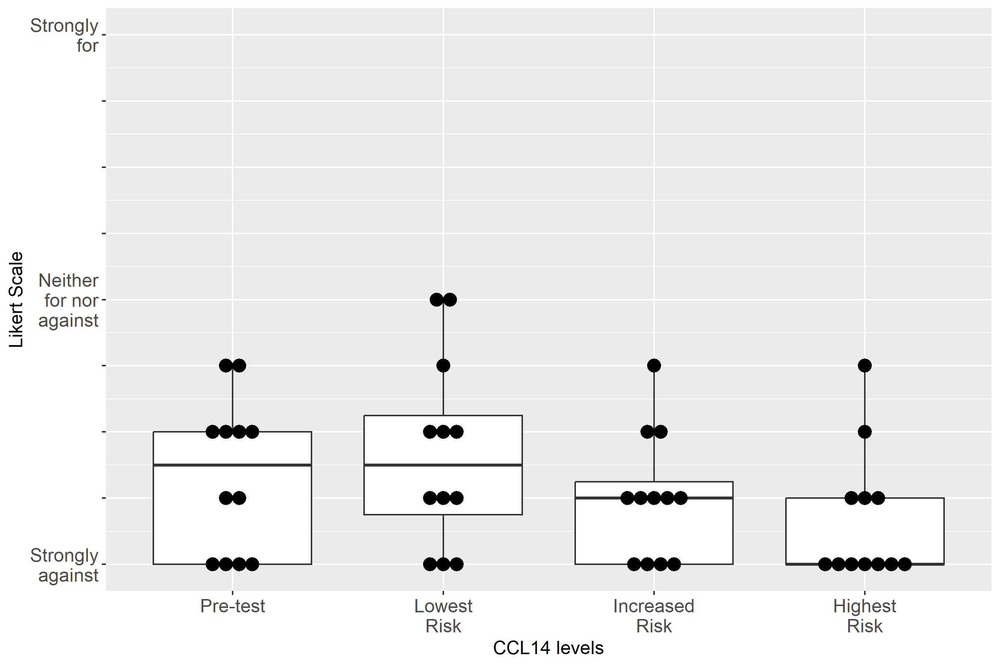 Strongly
for
Neither
for nor
against
Strongly
against
Likert Scale
Pre-test
Lowest
Risk
Increased
Risk
Highest
Risk
CCL14 levels